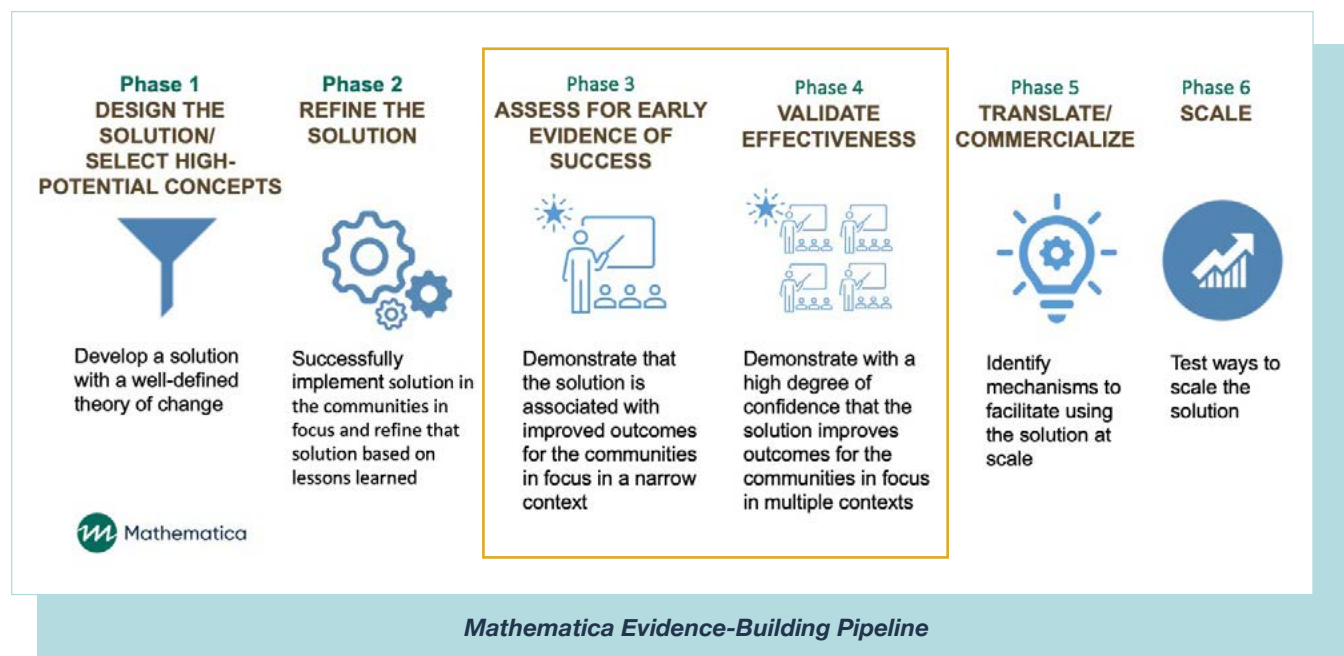 Phase 1
DESIGN THE
SOLUTION/
SELECT HIGH-
POTENTIAL CONCEPTS
Develop a solution
with a well-defined
theory of change
Phase 2
REFINE THE
SOLUTION
Successfully
implement solution in
the communities in
focus and refine that
solution based on
lessons learned
Phase 3
ASSESS FOR EARLY
EVIDENCE OF
SUCCESS
Demonstrate that
the solution is
associated with
improved outcomes
for the communities
in focus in a narrow
context
Phase 4
VALIDATE
EFFECTIVENESS
Demonstrate with a
high degree of
confidence that the
solution improves
outcomes for the
communities in focus
in multiple contexts
Phase 5
TRANSLATE/
COMMERCIALIZE
Identify
mechanisms to
facilitate using
the solution at
scale
Phase 6
SCALE
Test ways to
scale the
solution
Mathematica
Mathematica Evidence-Building Pipeline